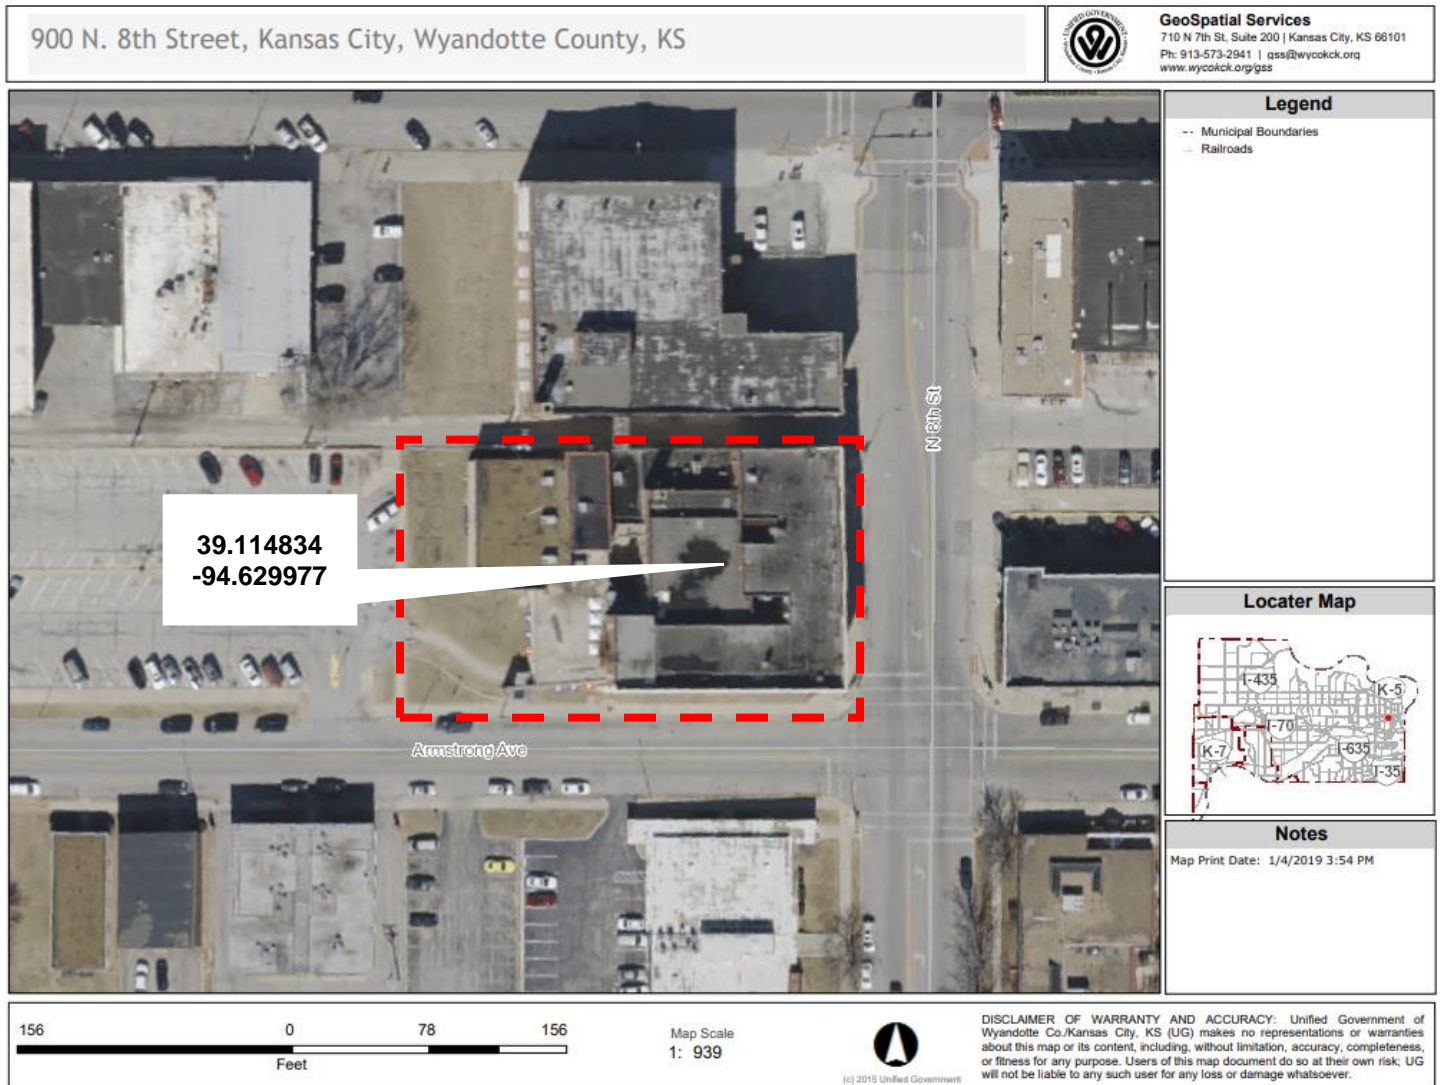 900 N. 8th Street, Kansas City, Wyandotte County, KS
GeoSpatial Services
710 N 7th St, Suite 200 | Kansas City, KS 66101
Ph: 913-573-2941 | gss@wycokck.org
www.wycokck.org/gss
Legend
Municipal Boundaries
Railroads
N 8th St
39.114834
-94.629977
Armstrong Ave
Locater Map
I-435
K-5
I-70
K-7
I-635
I-35
Notes
Map Print Date: 1/4/2019 3:54 PM
156 0 78 156
Feet
Map Scale
1: 939
(c) 2015 Unified Government
DISCLAIMER OF WARRANTY AND ACCURACY: Unified Government of
Wyandotte Co./Kansas City, KS (UG) makes no representations or warranties
about this map or its content, including, without limitation, accuracy, completeness,
or fitness for any purpose. Users of this map document do so at their own risk; UG
will not be liable to any such user for any loss or damage whatsoever.